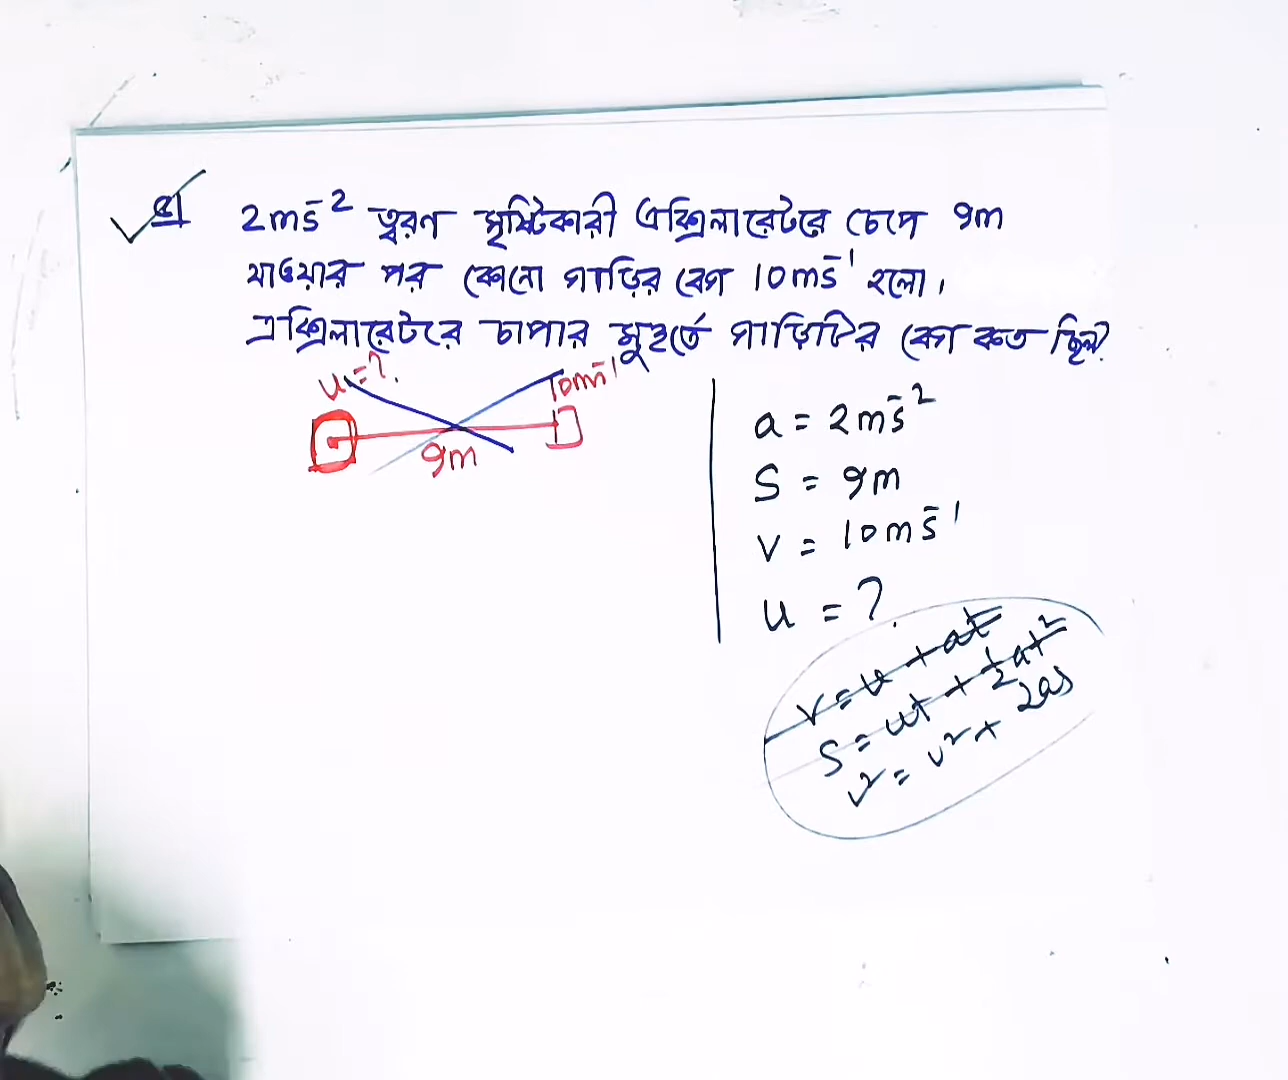 ৫। 2ms⁻² ত্বরণ সৃষ্টিকারী এক্সিলারেটরে চেপে 9m
যাওয়ার পর কোনো গাড়ির বেগ 10ms⁻¹ হলো।
এক্সিলারেটরে চাপার মুহূর্তে গাড়িটির বেগ কত ছিল?
u=?. 10ms⁻¹
9m
a = 2ms⁻²
S = 9m
v = 10ms⁻¹
u = ?.
v = u + at
S = ut + ½at²
v² = u² + 2as